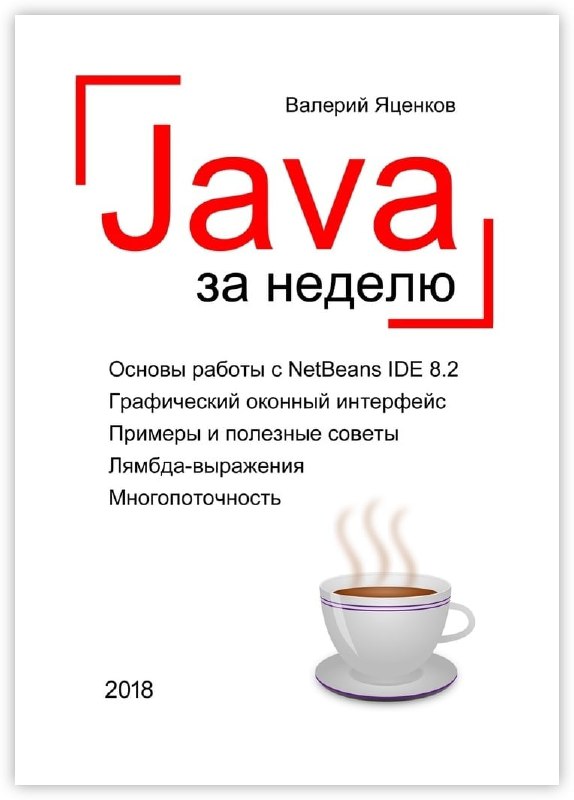 Валерий Яценков
Java
за неделю
Основы работы с NetBeans IDE 8.2
Графический оконный интерфейс
Примеры и полезные советы
Лямбда-выражения
Многопоточность
2018